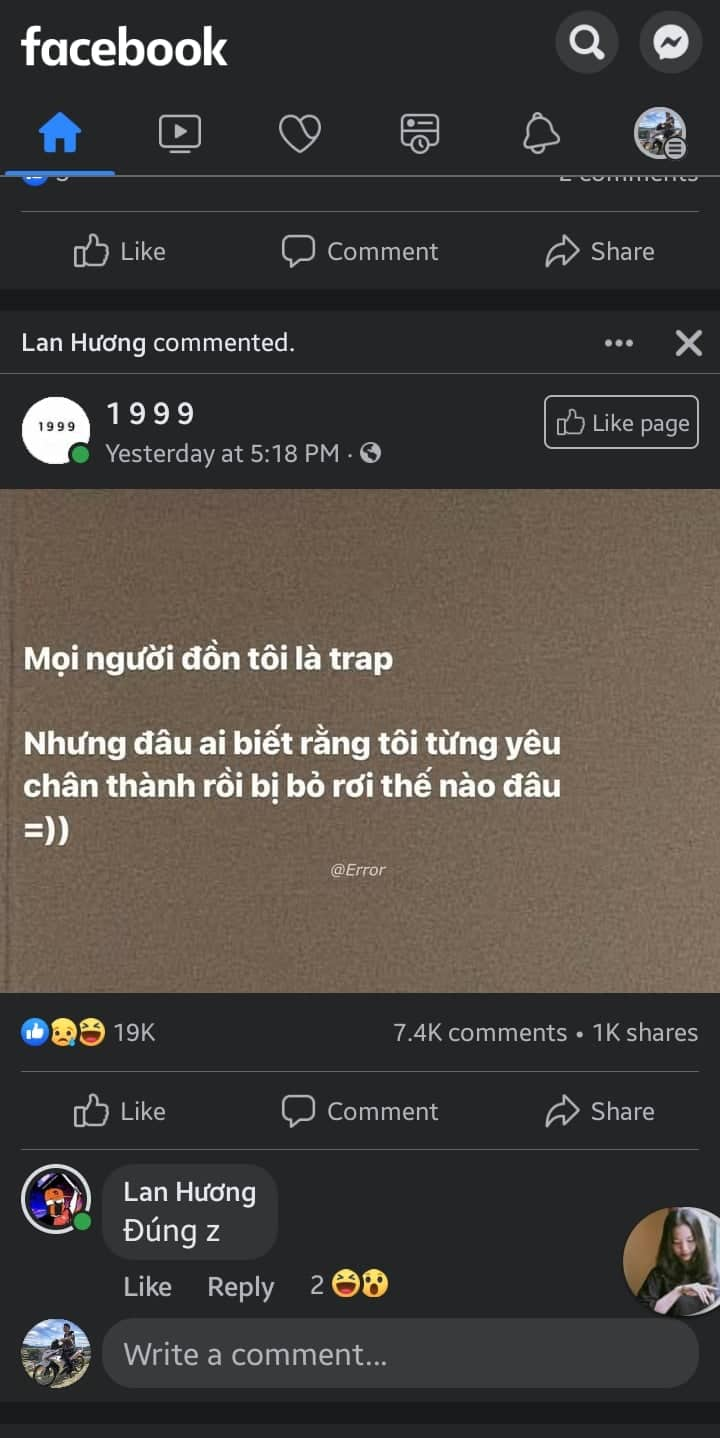 facebook
2 comments
Like Comment Share
Lan Hương commented.
1999
1999
Like page
Yesterday at 5:18 PM ·
Mọi người đồn tôi là trap
Nhưng đâu ai biết rằng tôi từng yêu
chân thành rồi bị bỏ rơi thế nào đâu
=))
@Error
19K 7.4K comments • 1K shares
Like Comment Share
Lan Hương
Đúng z
Like Reply 2
Write a comment...